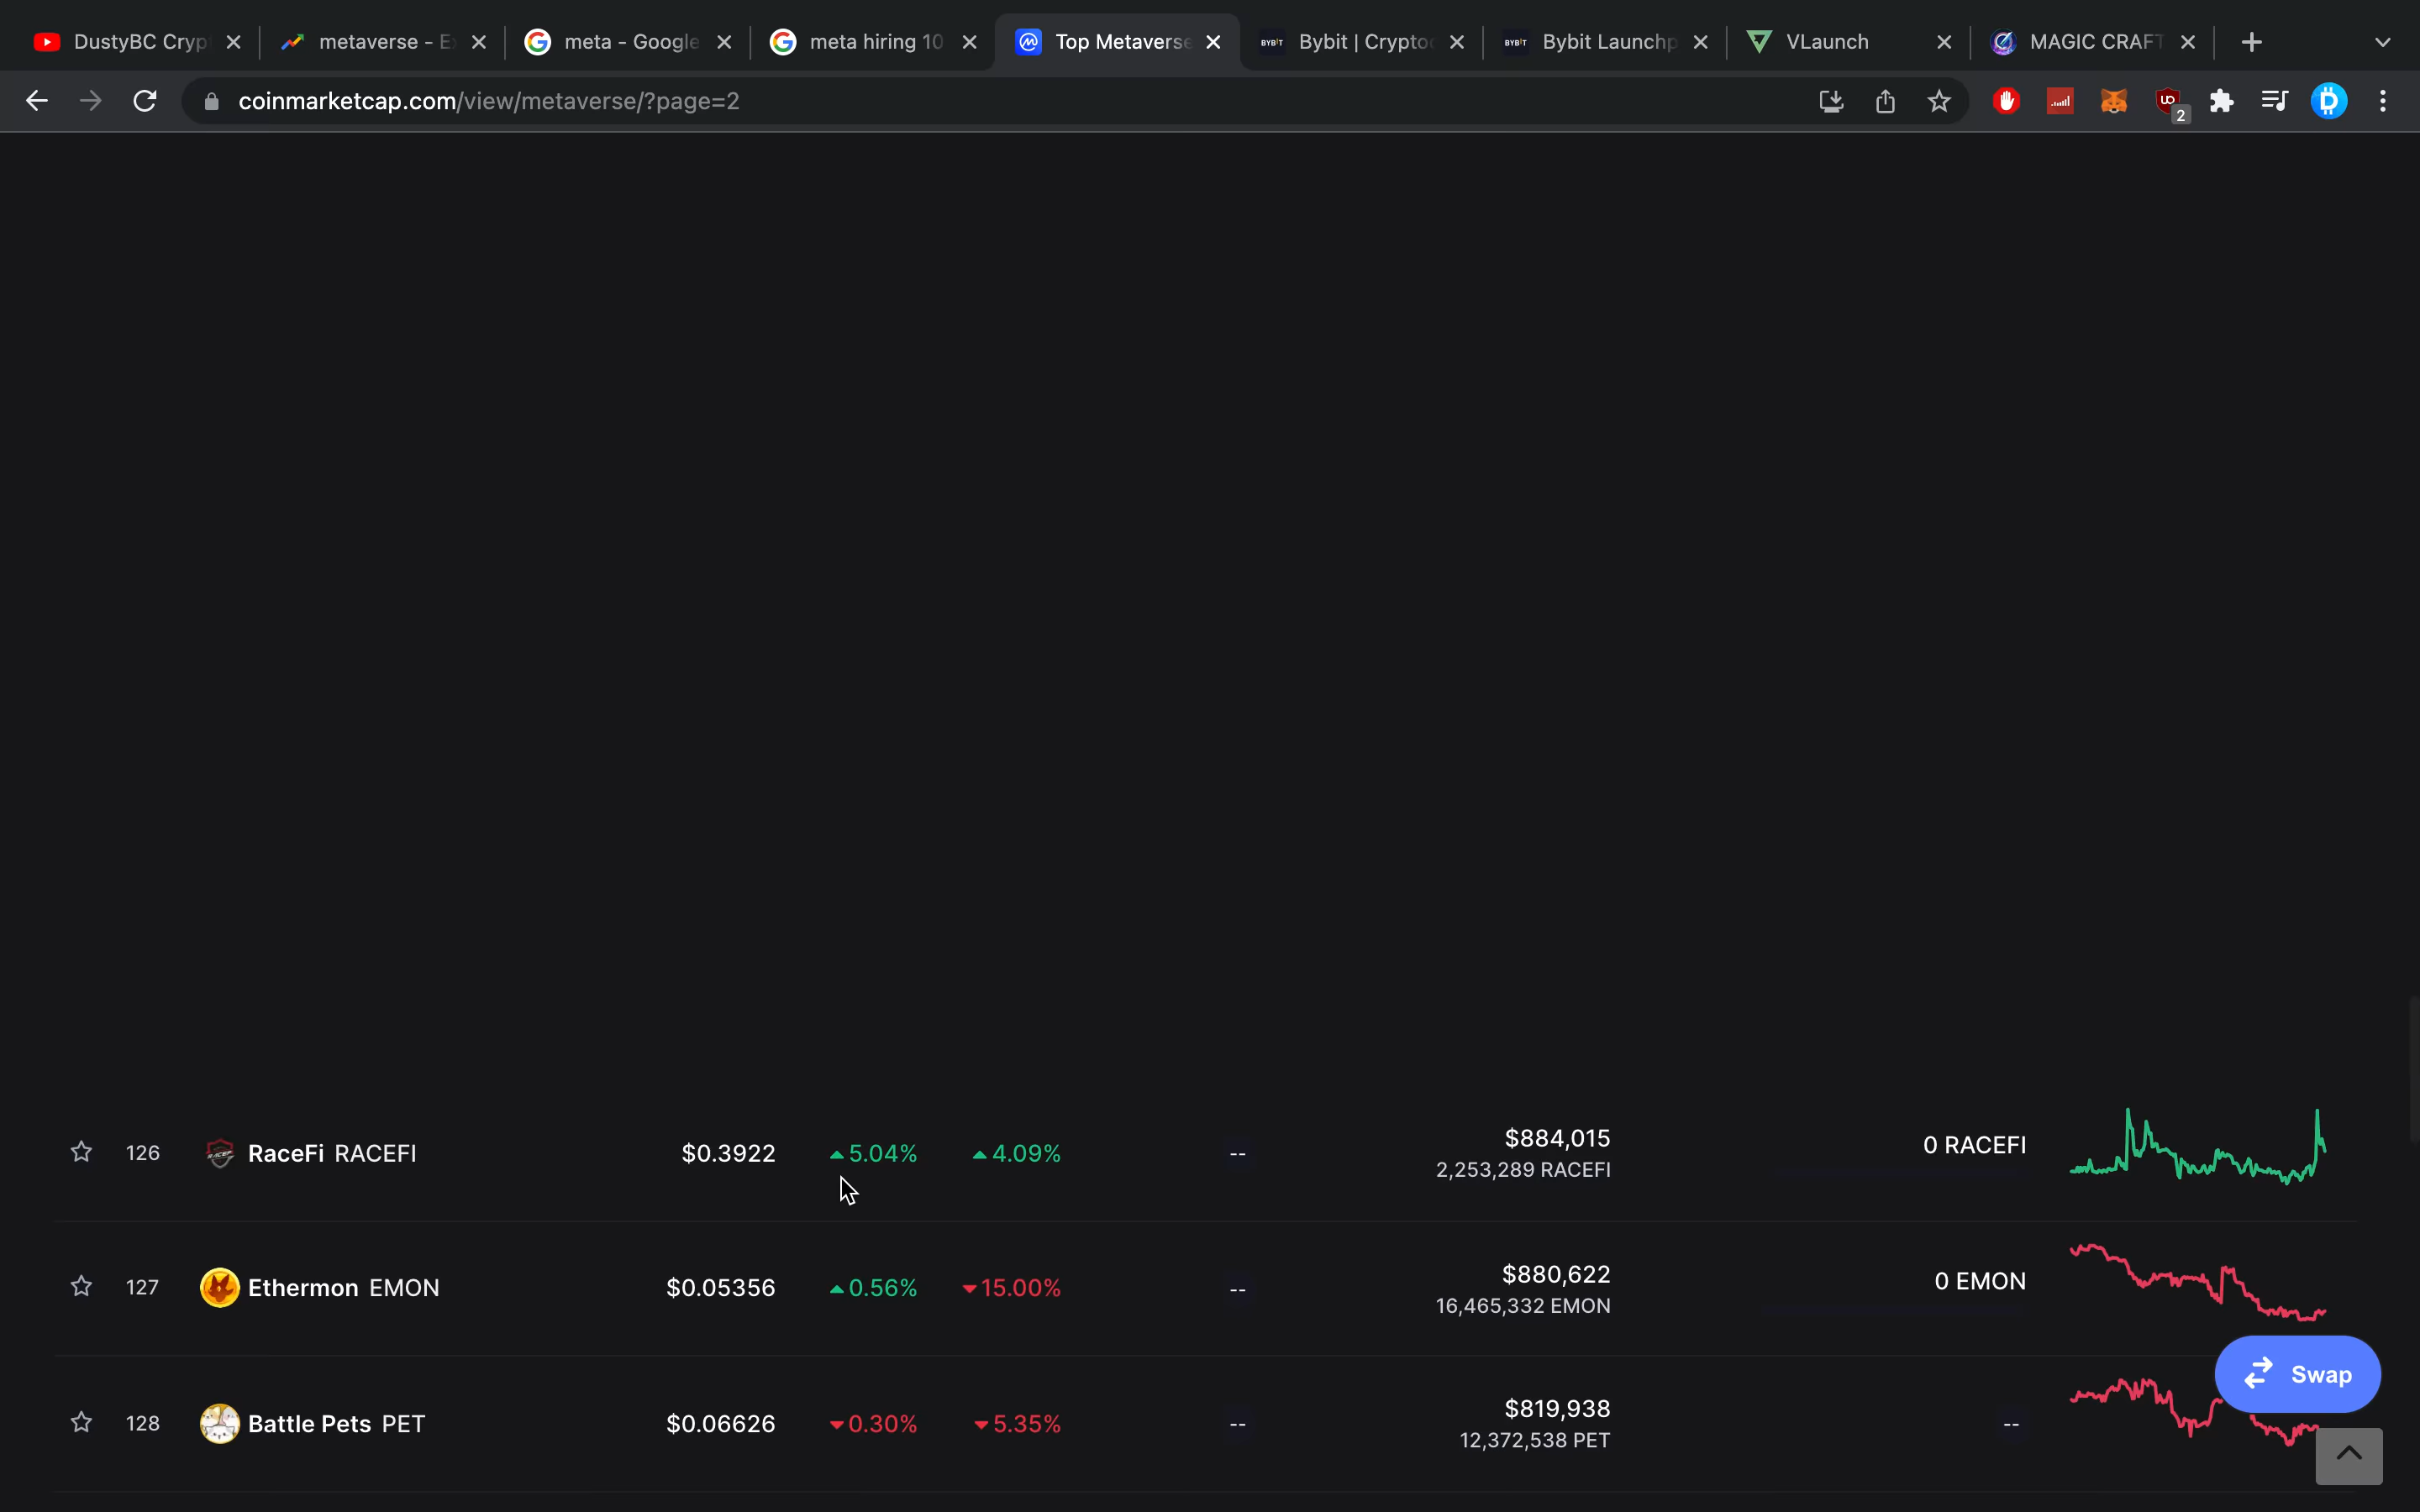 DustyBC Cryp
metaverse - E
meta - Google
meta hiring 10
Top Metaverse
BYBIT
Bybit | Crypto
BYBIT
Bybit Launchp
VLaunch
MAGIC CRAFT
coinmarketcap.com/view/metaverse/?page=2
2
126 RaceFi RACEFI $0.3922 5.04% 4.09% -- $884,015 0 RACEFI
2,253,289 RACEFI
127 Ethermon EMON $0.05356 0.56% 15.00% -- $880,622 0 EMON
16,465,332 EMON
Swap
128 Battle Pets PET $0.06626 0.30% 5.35% -- $819,938 --
12,372,538 PET